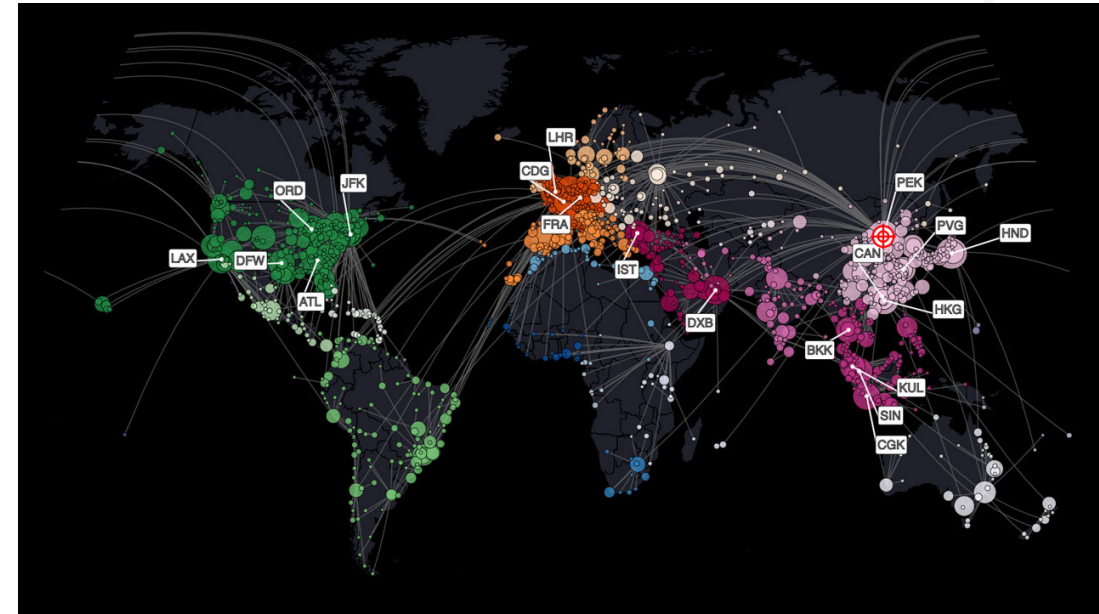 LHR
CDG
JFK
ORD
PEK
FRA
PVG
HND
IST
CAN
LAX
DFW
ATL
DXB
HKG
BKK
KUL
SIN
CGK